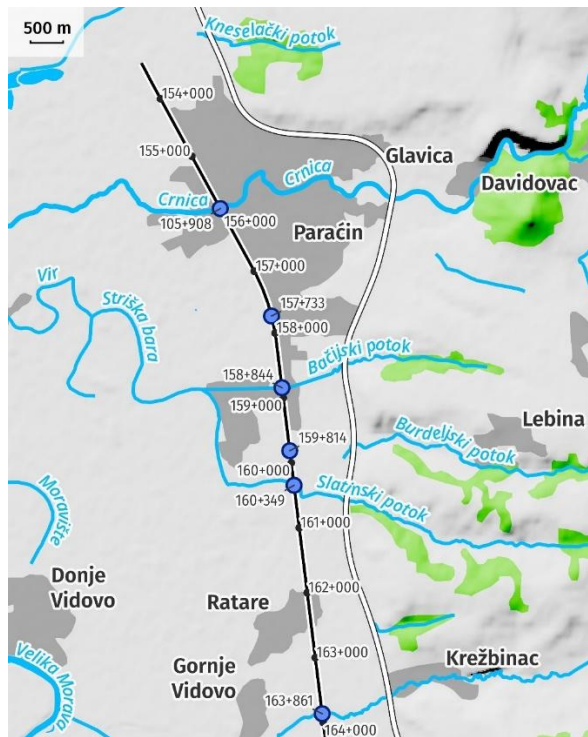 500 m
Kneselački potok
154+000
155+000
Glavica
Crnica
Crnica
Davidovac
105+908
156+000
Paraćin
157+000
Vir
Striška
bara
157+733
158+000
Bačijski potok
158+844
159+000
Lebina
159+814
Burdeljski potok
160+000
160+349
Slatinski potok
Moravište
161+000
Donje
Vidovo
Ratare
162+000
Gornje
Vidovo
163+000
Krežbinac
Velika Morava
163+861
164+000